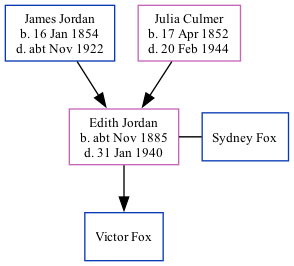 James Jordan
b. 16 Jan 1854
d. abt Nov 1922
Julia Culmer
b. 17 Apr 1852
d. 20 Feb 1944
Edith Jordan
b. abt Nov 1885
d. 31 Jan 1940
Sydney Fox
Victor Fox